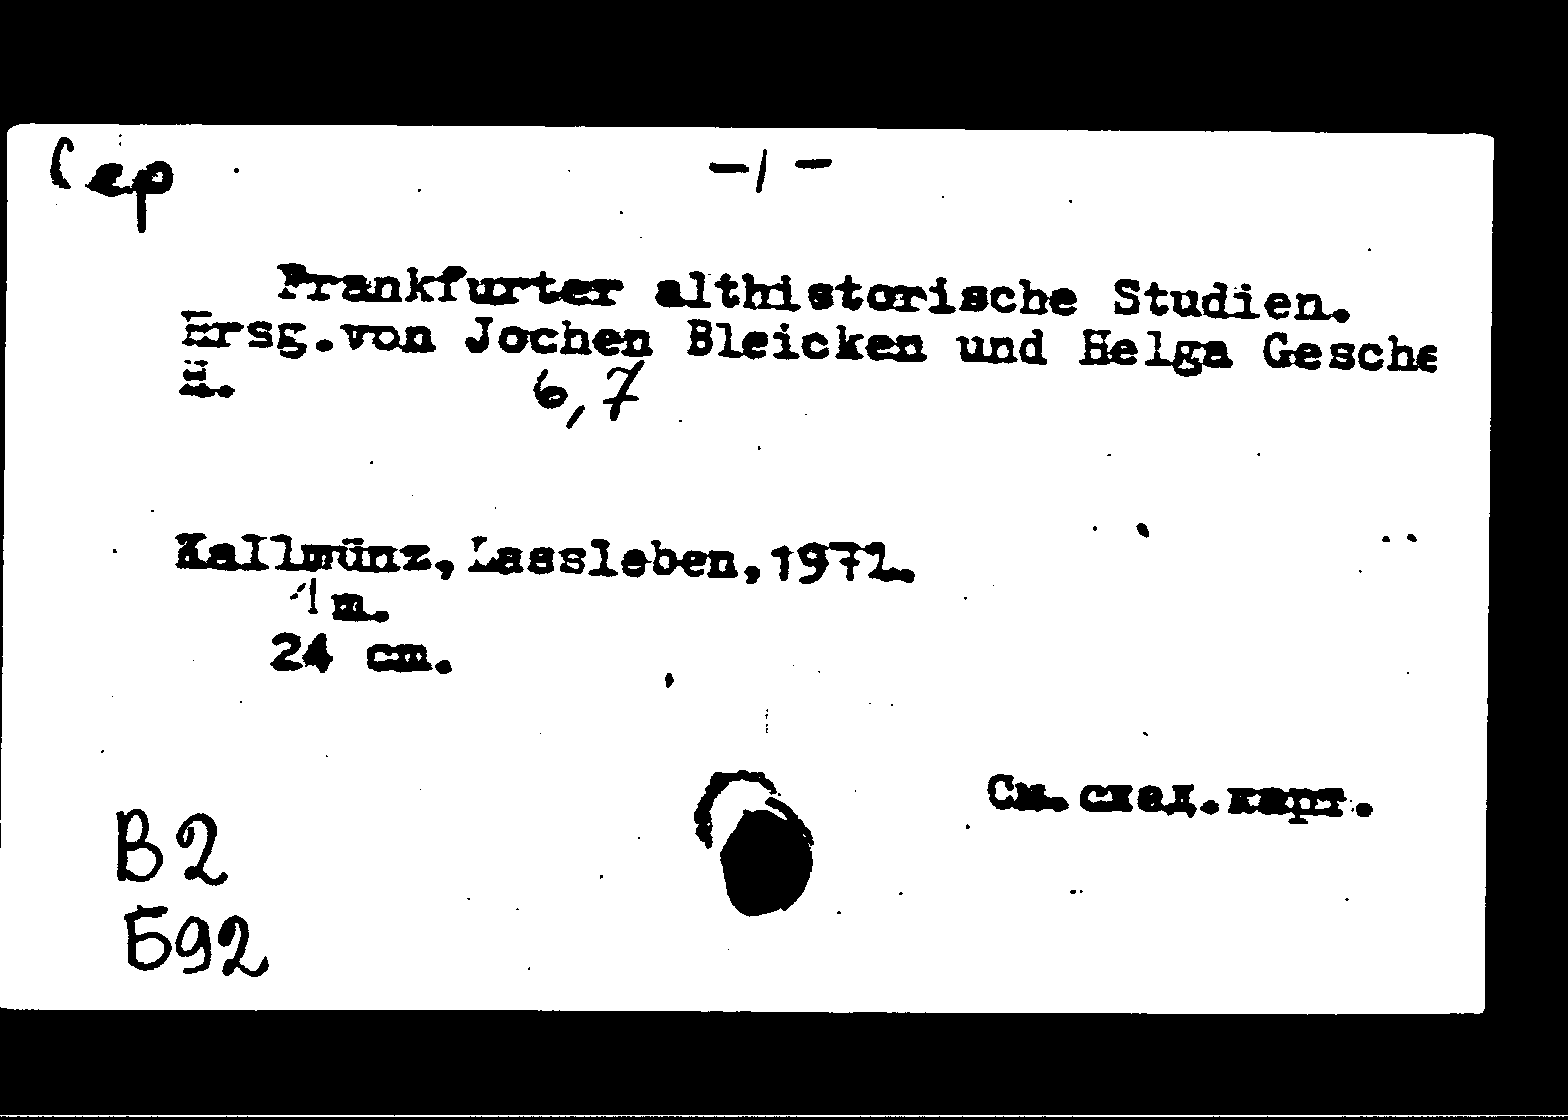 Сер
-1-
Frankfurter althistorische Studien.
Hrsg.von Jochen Bleicken und Helga Gesche
H. 6,7
Kallmünz,Lassleben,1972.
1 m.
24 cm.
См.след.карт.
B2
Б92